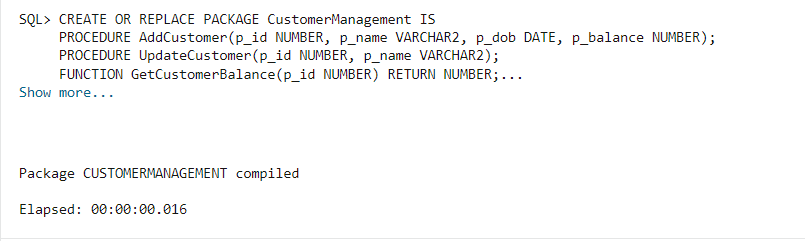 SQL> CREATE OR REPLACE PACKAGE CustomerManagement IS
PROCEDURE AddCustomer(p_id NUMBER, p_name VARCHAR2, p_dob DATE, p_balance NUMBER);
PROCEDURE UpdateCustomer(p_id NUMBER, p_name VARCHAR2);
FUNCTION GetCustomerBalance(p_id NUMBER) RETURN NUMBER;...
Show more...
Package CUSTOMERMANAGEMENT compiled
Elapsed: 00:00:00.016